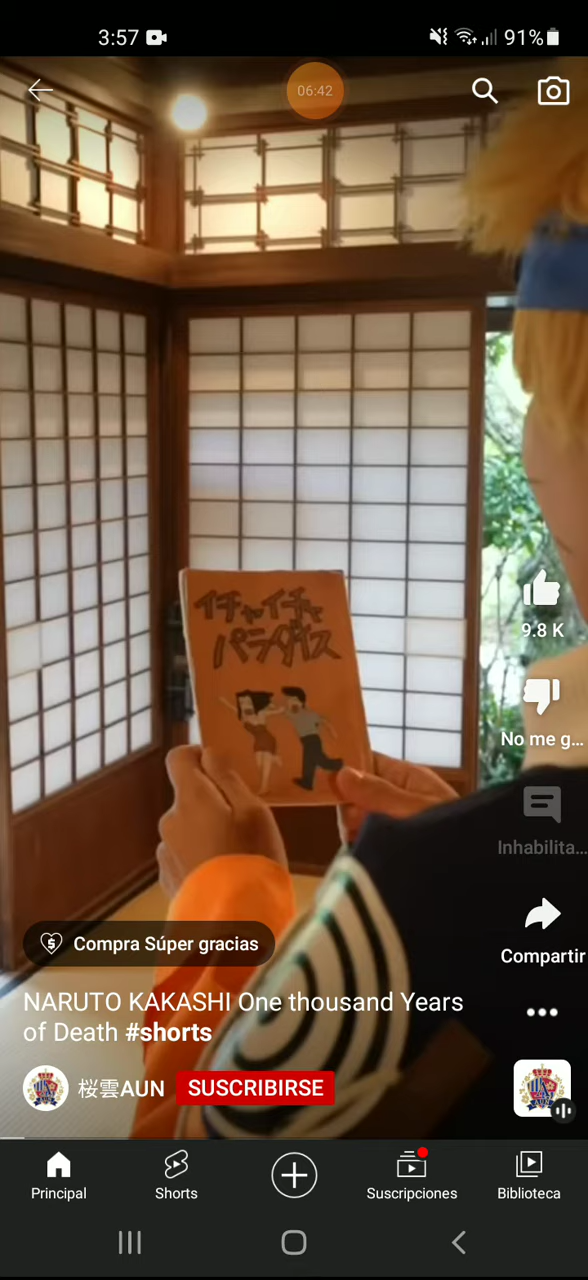 3:57
91%
06:42
イチャイチャ
パラダイス
9.8 K
No me g...
Inhabilita...
Compartir
Compra Súper gracias
NARUTO KAKASHI One thousand Years
of Death #shorts
桜雲AUN SUSCRIBIRSE
AUN
Principal
Shorts
Suscripciones
Biblioteca